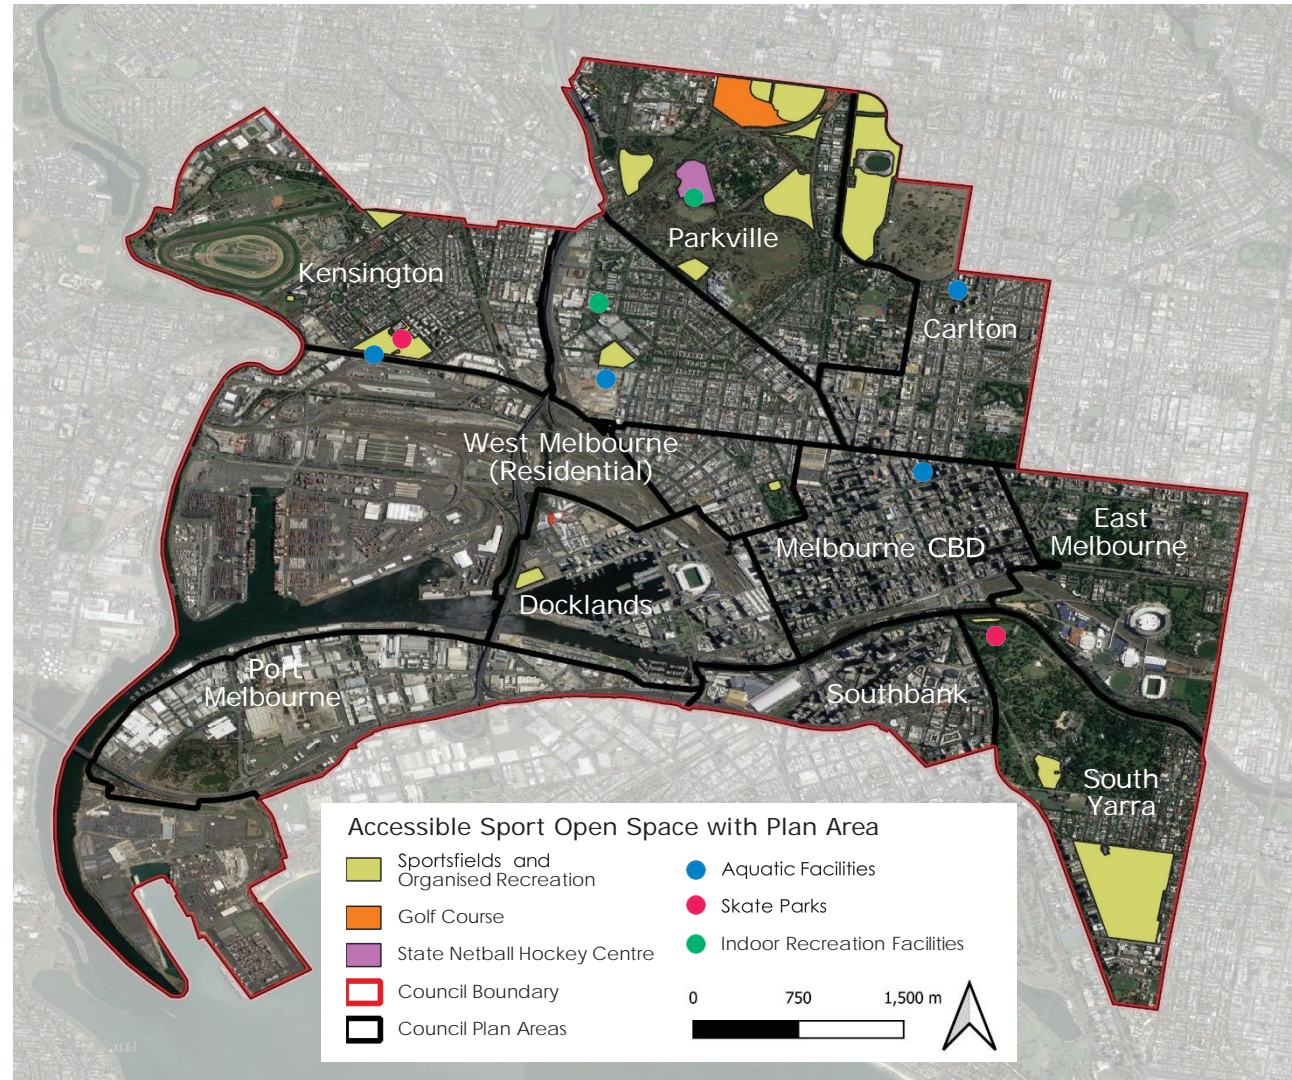 Parkville
Kensington
Carlton
West Melbourne
(Residential)
East
Melbourne
Melbourne CBD
Docklands
Port
Melbourne
Southbank
South
Yarra
Accessible Sport Open Space with Plan Area
Sportsfields and
Organised Recreation
Golf Course
State Netball Hockey Centre
Council Boundary
Council Plan Areas
Aquatic Facilities
Skate Parks
Indoor Recreation Facilities
0 750 1,500 m